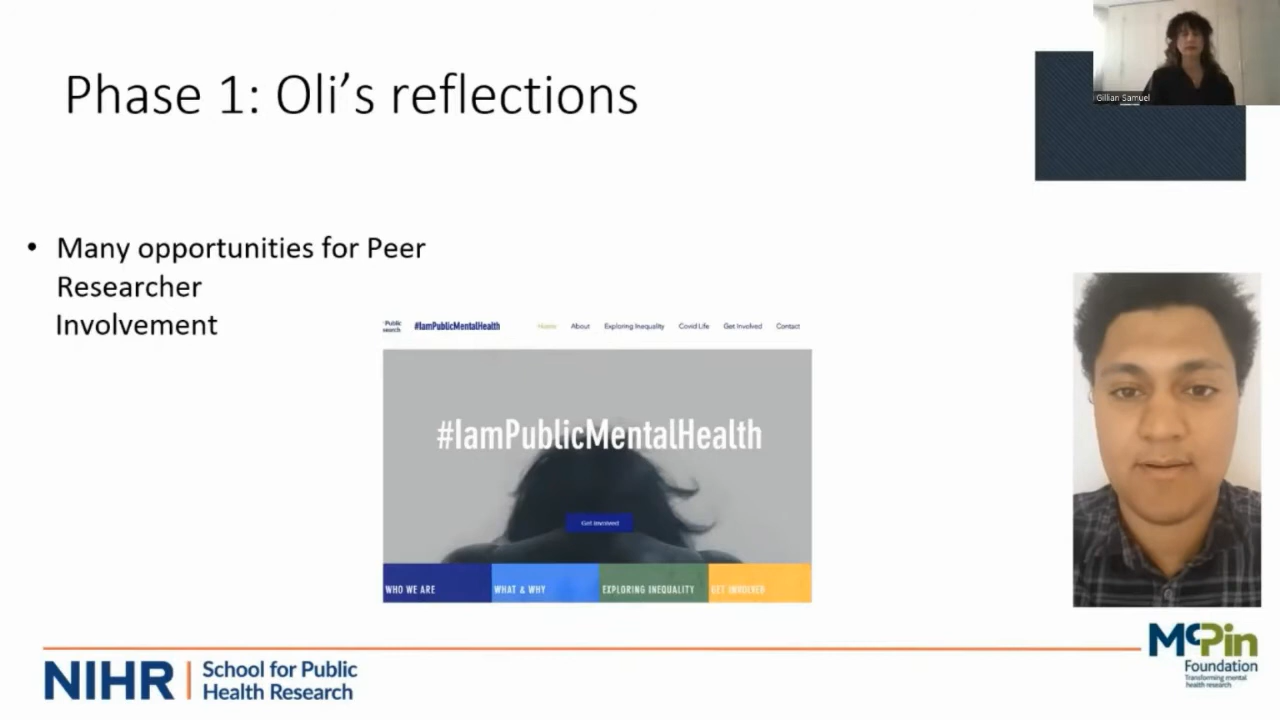 Phase 1: Oli's reflections
Gillian Samuel
• Many opportunities for Peer
Researcher
Involvement
#IamPublicMentalHealth
Home About Exploring Inequality Covid Life Get Involved Contact
#IamPublicMentalHealth
Get Involved
WHO WE ARE
WHAT & WHY
EXPLORING INEQUALITY
GET INVOLVED
NIHR | School for Public
Health Research
McPin
Foundation
Transforming mental
health research